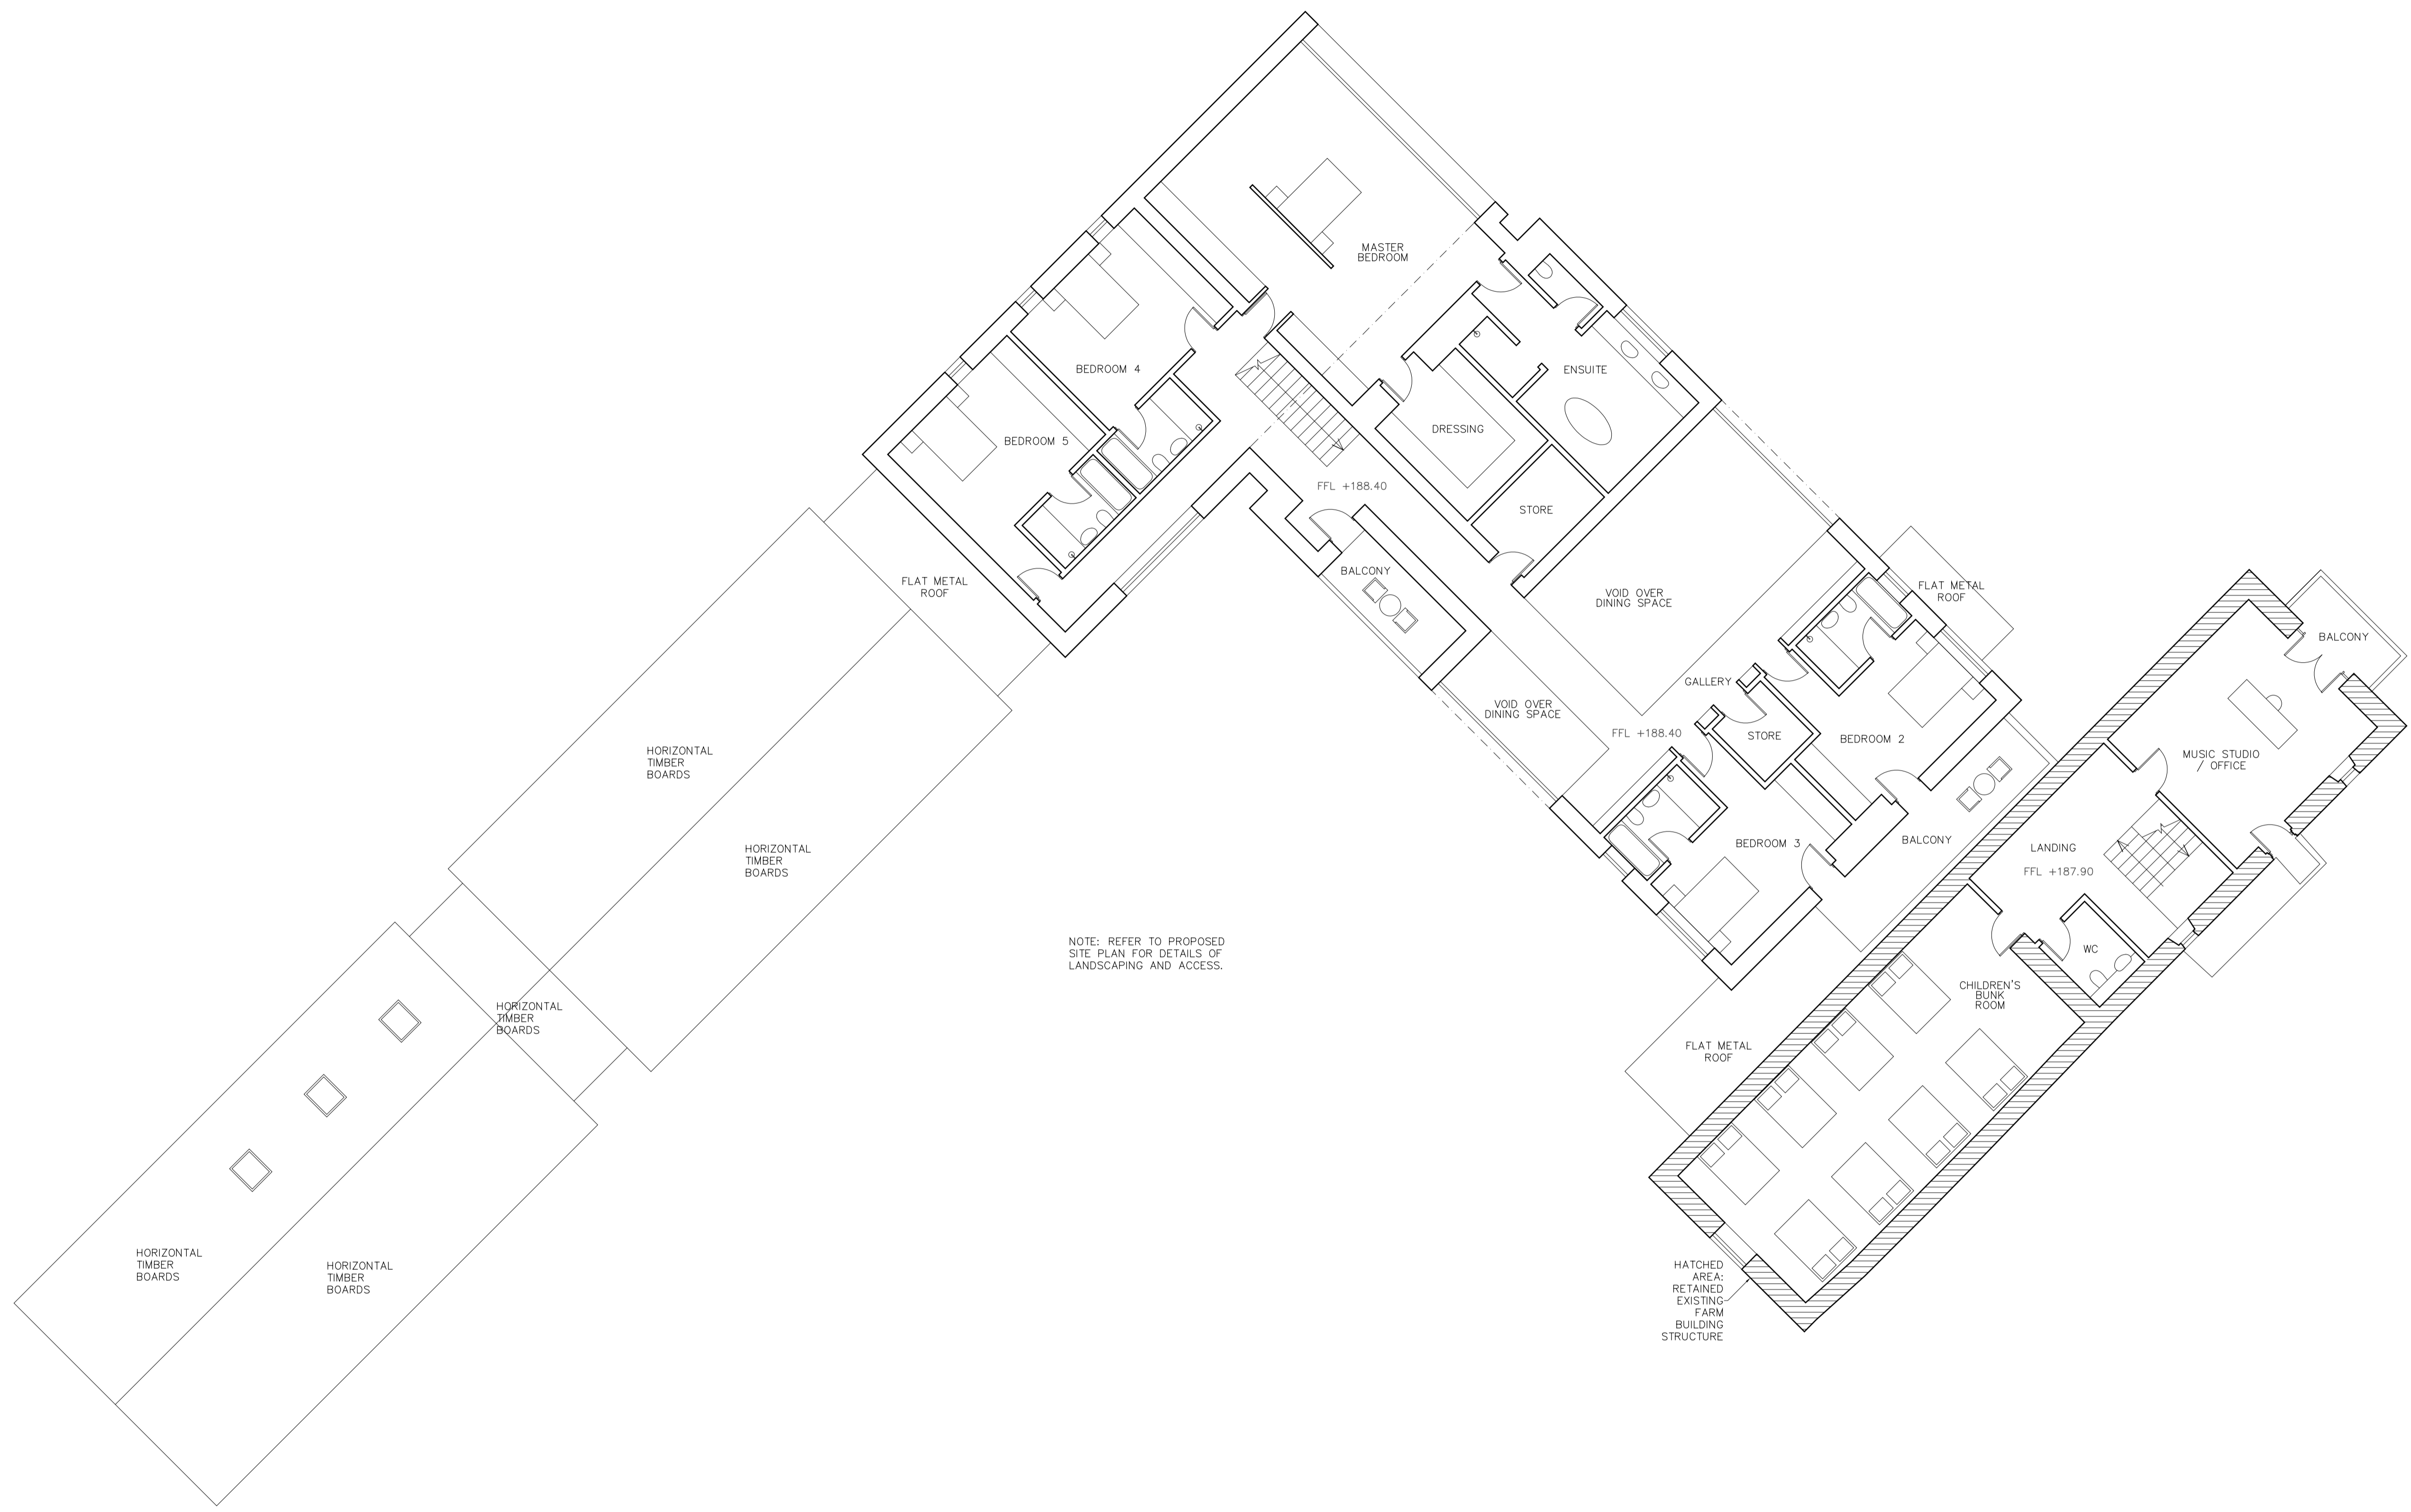 MASTER
BEDROOM
BEDROOM 4
ENSUITE
DRESSING
BEDROOM 5
FFL +188.40
STORE
BALCONY
FLAT METAL
ROOF
VOID OVER
DINING SPACE
FLAT METAL
ROOF
BALCONY
GALLERY
VOID OVER
DINING SPACE
FFL +188.40
STORE
BEDROOM 2
MUSIC STUDIO
/ OFFICE
HORIZONTAL
TIMBER
BOARDS
HORIZONTAL
TIMBER
BOARDS
BEDROOM 3
BALCONY
LANDING
FFL +187.90
NOTE: REFER TO PROPOSED
SITE PLAN FOR DETAILS OF
LANDSCAPING AND ACCESS.
WC
CHILDREN'S
BUNK
ROOM
HORIZONTAL
TIMBER
BOARDS
FLAT METAL
ROOF
HORIZONTAL
TIMBER
BOARDS
HORIZONTAL
TIMBER
BOARDS
HATCHED
AREA:
RETAINED
EXISTING
FARM
BUILDING
STRUCTURE